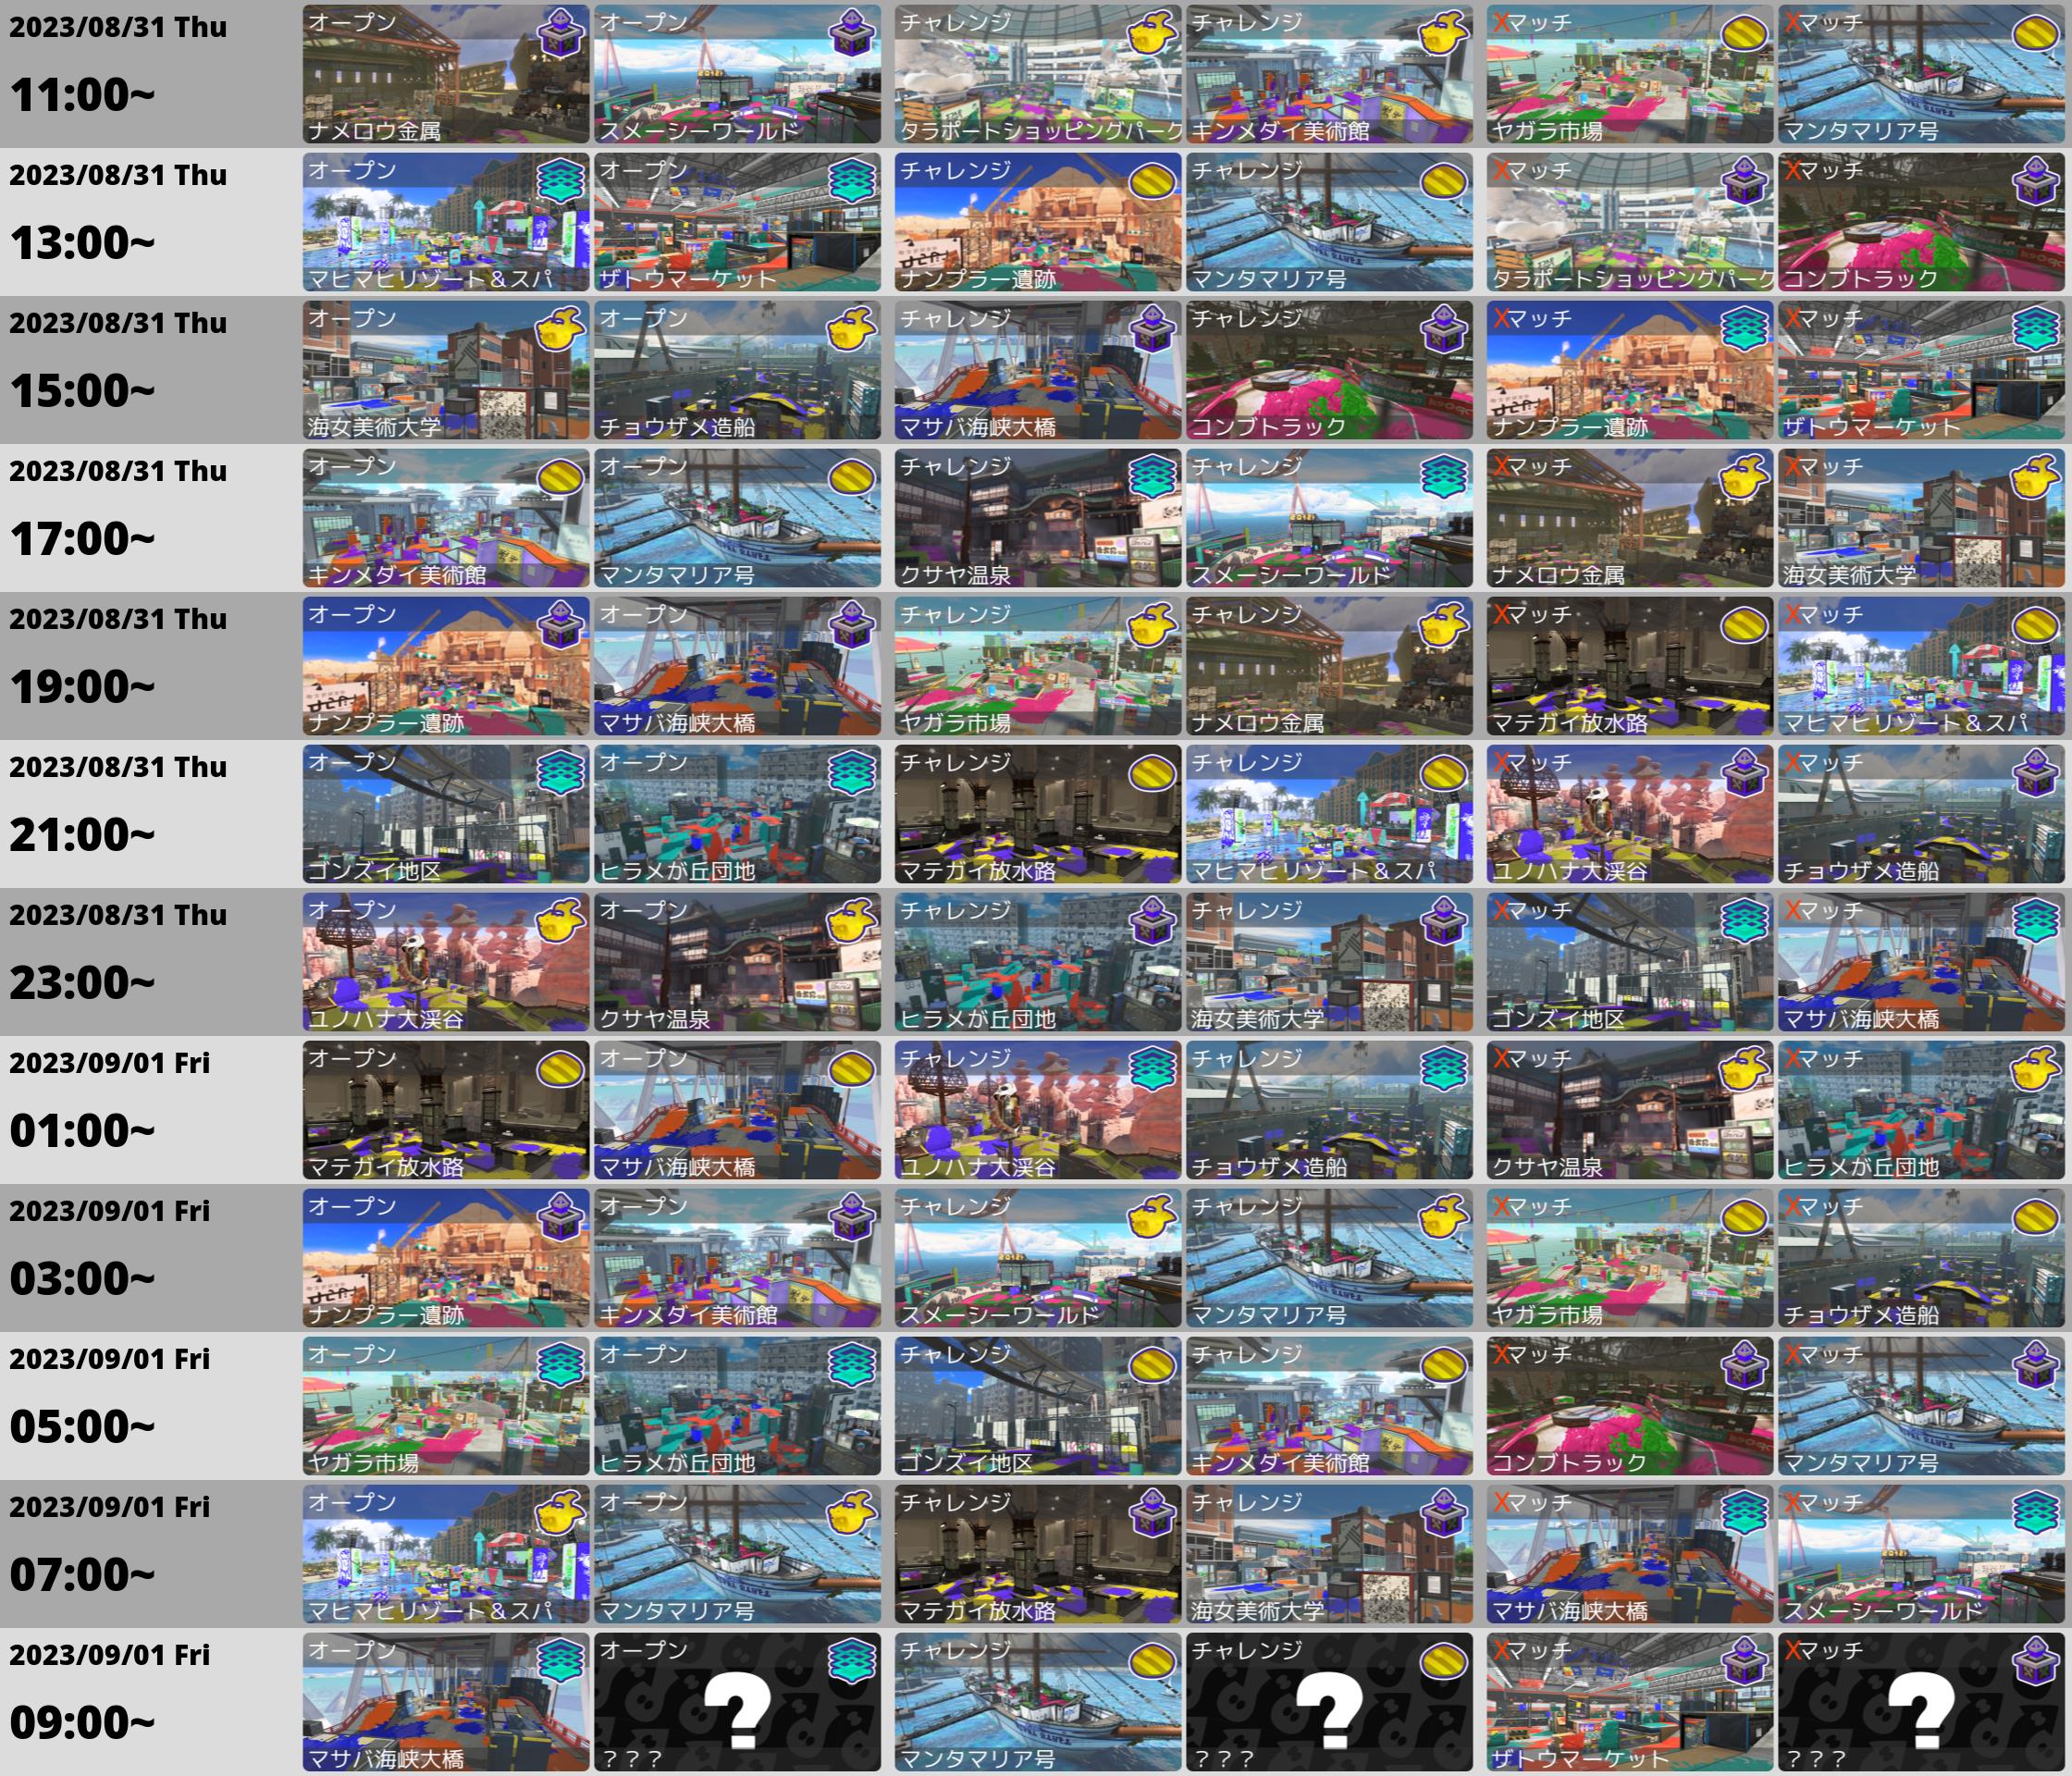 2023/08/31 Thu
11:00~
オープン
ナメロウ金属
オープン
スメーシーワールド
チャレンジ
タラポートショッピングパーク
チャレンジ
キンメダイ美術館
Xマッチ
ヤガラ市場
Xマッチ
マンタマリア号
2023/08/31 Thu
13:00~
オープン
マヒマヒリゾート＆スパ
オープン
ザトウマーケット
チャレンジ
ナンプラー遺跡
チャレンジ
マンタマリア号
Xマッチ
タラポートショッピングパーク
Xマッチ
コンブトラック
2023/08/31 Thu
15:00~
オープン
海女美術大学
オープン
チョウザメ造船
チャレンジ
マサバ海峡大橋
チャレンジ
コンブトラック
Xマッチ
ナンプラー遺跡
Xマッチ
ザトウマーケット
2023/08/31 Thu
17:00~
オープン
キンメダイ美術館
オープン
マンタマリア号
チャレンジ
クサヤ温泉
チャレンジ
スメーシーワールド
Xマッチ
ナメロウ金属
Xマッチ
海女美術大学
2023/08/31 Thu
19:00~
オープン
ナンプラー遺跡
オープン
マサバ海峡大橋
チャレンジ
ヤガラ市場
チャレンジ
ナメロウ金属
Xマッチ
マテガイ放水路
Xマッチ
マヒマヒリゾート＆スパ
2023/08/31 Thu
21:00~
オープン
ゴンズイ地区
オープン
ヒラメが丘団地
チャレンジ
マテガイ放水路
チャレンジ
マヒマヒリゾート＆スパ
Xマッチ
ユノハナ大渓谷
Xマッチ
チョウザメ造船
2023/08/31 Thu
23:00~
オープン
ユノハナ大渓谷
オープン
クサヤ温泉
チャレンジ
ヒラメが丘団地
チャレンジ
海女美術大学
Xマッチ
ゴンズイ地区
Xマッチ
マサバ海峡大橋
2023/09/01 Fri
01:00~
オープン
マテガイ放水路
オープン
マサバ海峡大橋
チャレンジ
ユノハナ大渓谷
チャレンジ
チョウザメ造船
Xマッチ
クサヤ温泉
Xマッチ
ヒラメが丘団地
2023/09/01 Fri
03:00~
オープン
ナンプラー遺跡
オープン
キンメダイ美術館
チャレンジ
スメーシーワールド
チャレンジ
マンタマリア号
Xマッチ
ヤガラ市場
Xマッチ
チョウザメ造船
2023/09/01 Fri
05:00~
オープン
ヤガラ市場
オープン
ヒラメが丘団地
チャレンジ
ゴンズイ地区
チャレンジ
キンメダイ美術館
Xマッチ
コンブトラック
Xマッチ
マンタマリア号
2023/09/01 Fri
07:00~
オープン
マヒマヒリゾート＆スパ
オープン
マンタマリア号
チャレンジ
マテガイ放水路
チャレンジ
海女美術大学
Xマッチ
マサバ海峡大橋
Xマッチ
スメーシーワールド
2023/09/01 Fri
09:00~
オープン
マサバ海峡大橋
オープン
？？？
チャレンジ
マンタマリア号
チャレンジ
？？？
Xマッチ
ザトウマーケット
Xマッチ
？？？